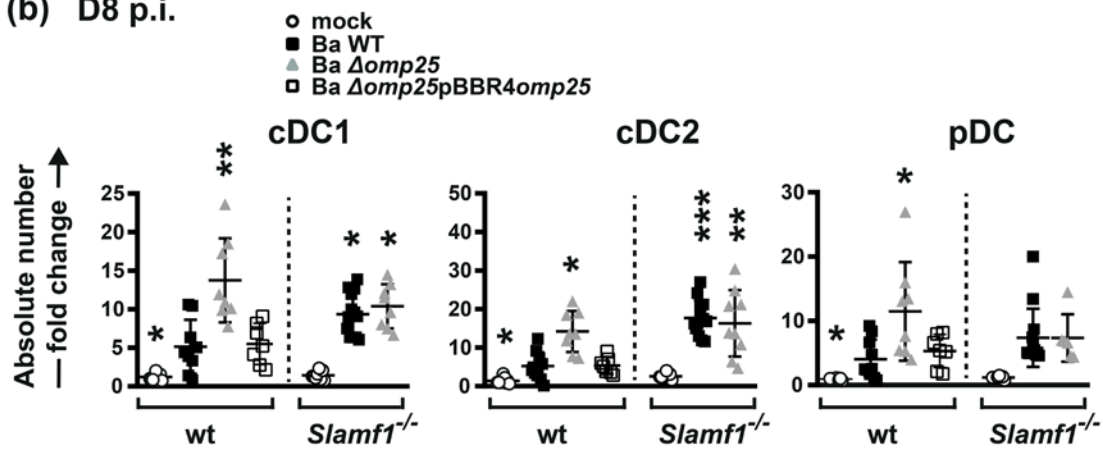 (b) D8 p.i.
mock
Ba WT
Ba Δomp25
Ba Δomp25pBBR4omp25
cDC1 cDC2 pDC
Absolute number
— fold change →
25
20
15
10
5
0
*
**
*
*
wt Slamf1-/-
50
40
30
20
10
0
*
*
***
**
wt Slamf1-/-
30
20
10
0
*
*
wt Slamf1-/-